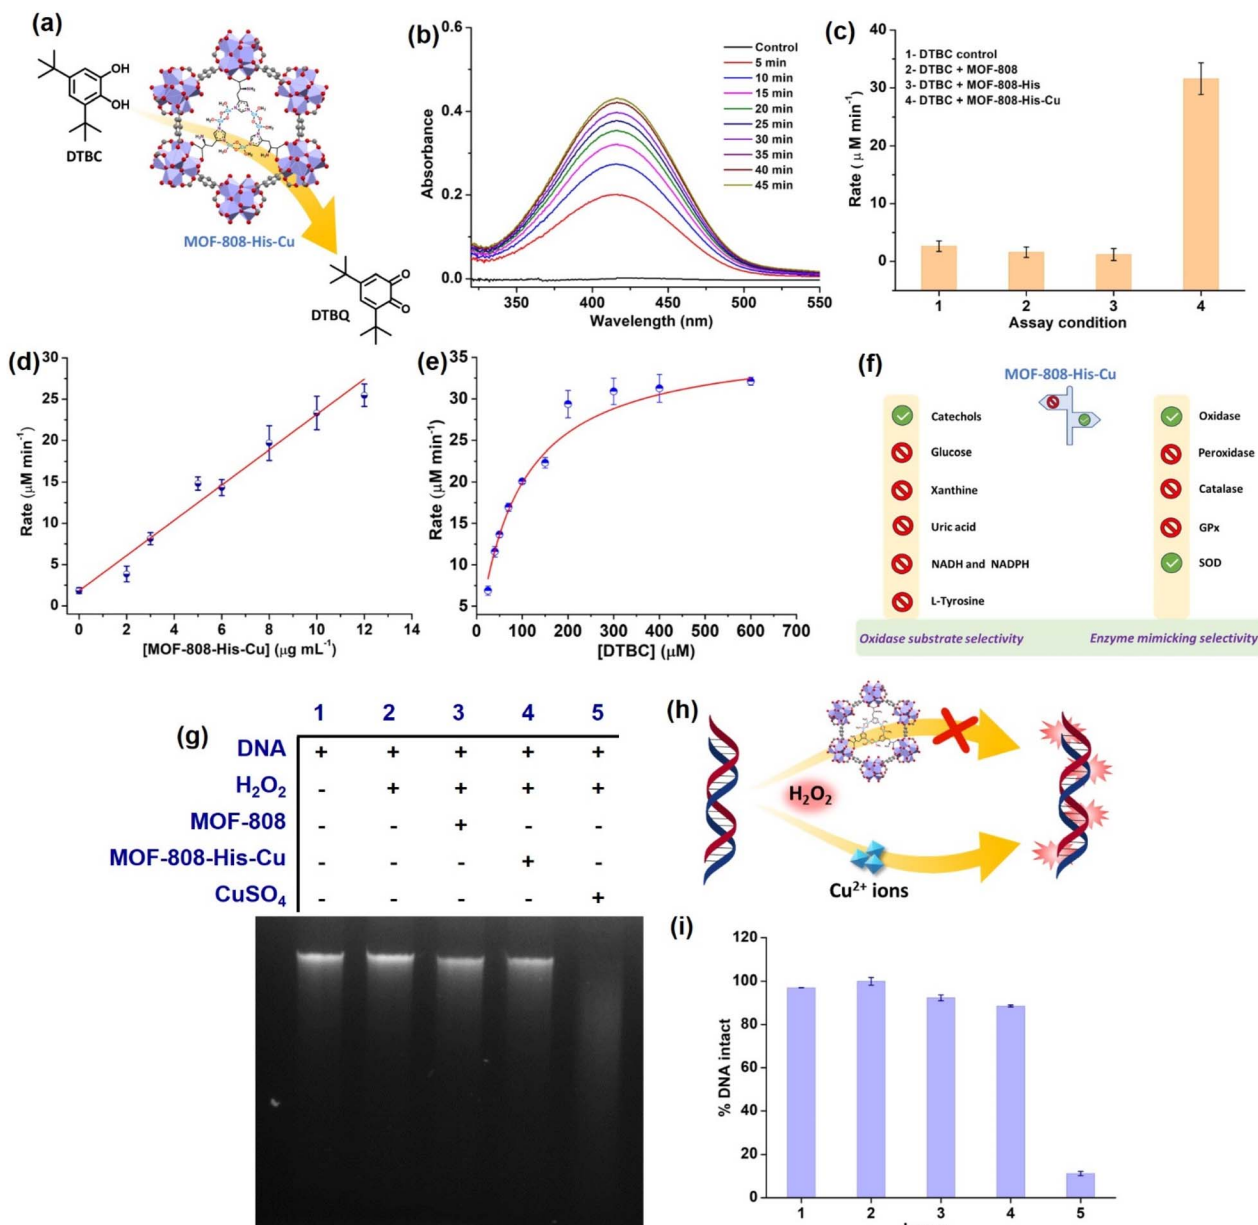 (a)
OH
OH
DTBC
MOF-808-His-Cu
DTBQ
O
O
(b)
Absorbance
0.6
0.4
0.2
0.0
350 400 450 500 550
Wavelength (nm)
Control
5 min
10 min
15 min
20 min
25 min
30 min
35 min
40 min
45 min
(c)
Rate ( μ M min⁻¹)
40
30
20
10
0
1- DTBC control
2- DTBC + MOF-808
3- DTBC + MOF-808-His
4- DTBC + MOF-808-His-Cu
1 2 3 4
Assay condition
(d)
Rate (μM min⁻¹)
30
25
20
15
10
5
0
0 2 4 6 8 10 12 14
[MOF-808-His-Cu] (μg mL⁻¹)
(e)
Rate (μM min⁻¹)
35
30
25
20
15
10
5
0 100 200 300 400 500 600 700
[DTBC] (μM)
(f)
MOF-808-His-Cu
Catechols
Glucose
Xanthine
Uric acid
NADH and NADPH
L-Tyrosine
Oxidase
Peroxidase
Catalase
GPx
SOD
Oxidase substrate selectivity
Enzyme mimicking selectivity
(g)
1 2 3 4 5
DNA + + + + +
H₂O₂ - + + + +
MOF-808 - - + - -
MOF-808-His-Cu - - - + -
CuSO₄ - - - - +
(h)
H₂O₂
Cu²⁺ ions
(i)
% DNA intact
120
100
80
60
40
20
0
1 2 3 4 5